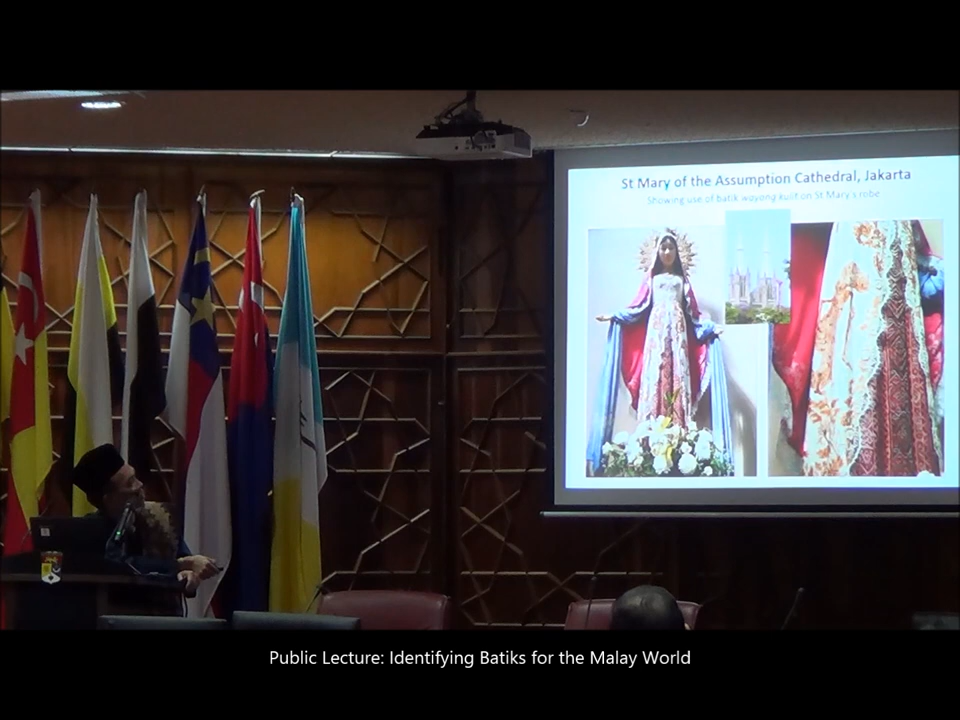 St Mary of the Assumption Cathedral, Jakarta
Showing use of batik wayang kulit on St Mary's robe
Public Lecture: Identifying Batiks for the Malay World